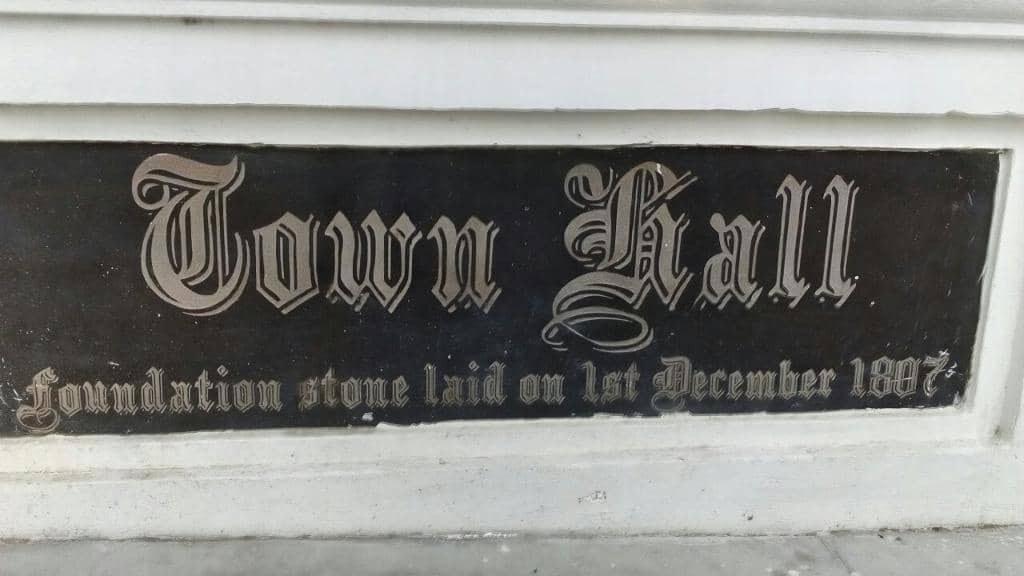 Town Hall
Foundation stone laid on 1st December 1887